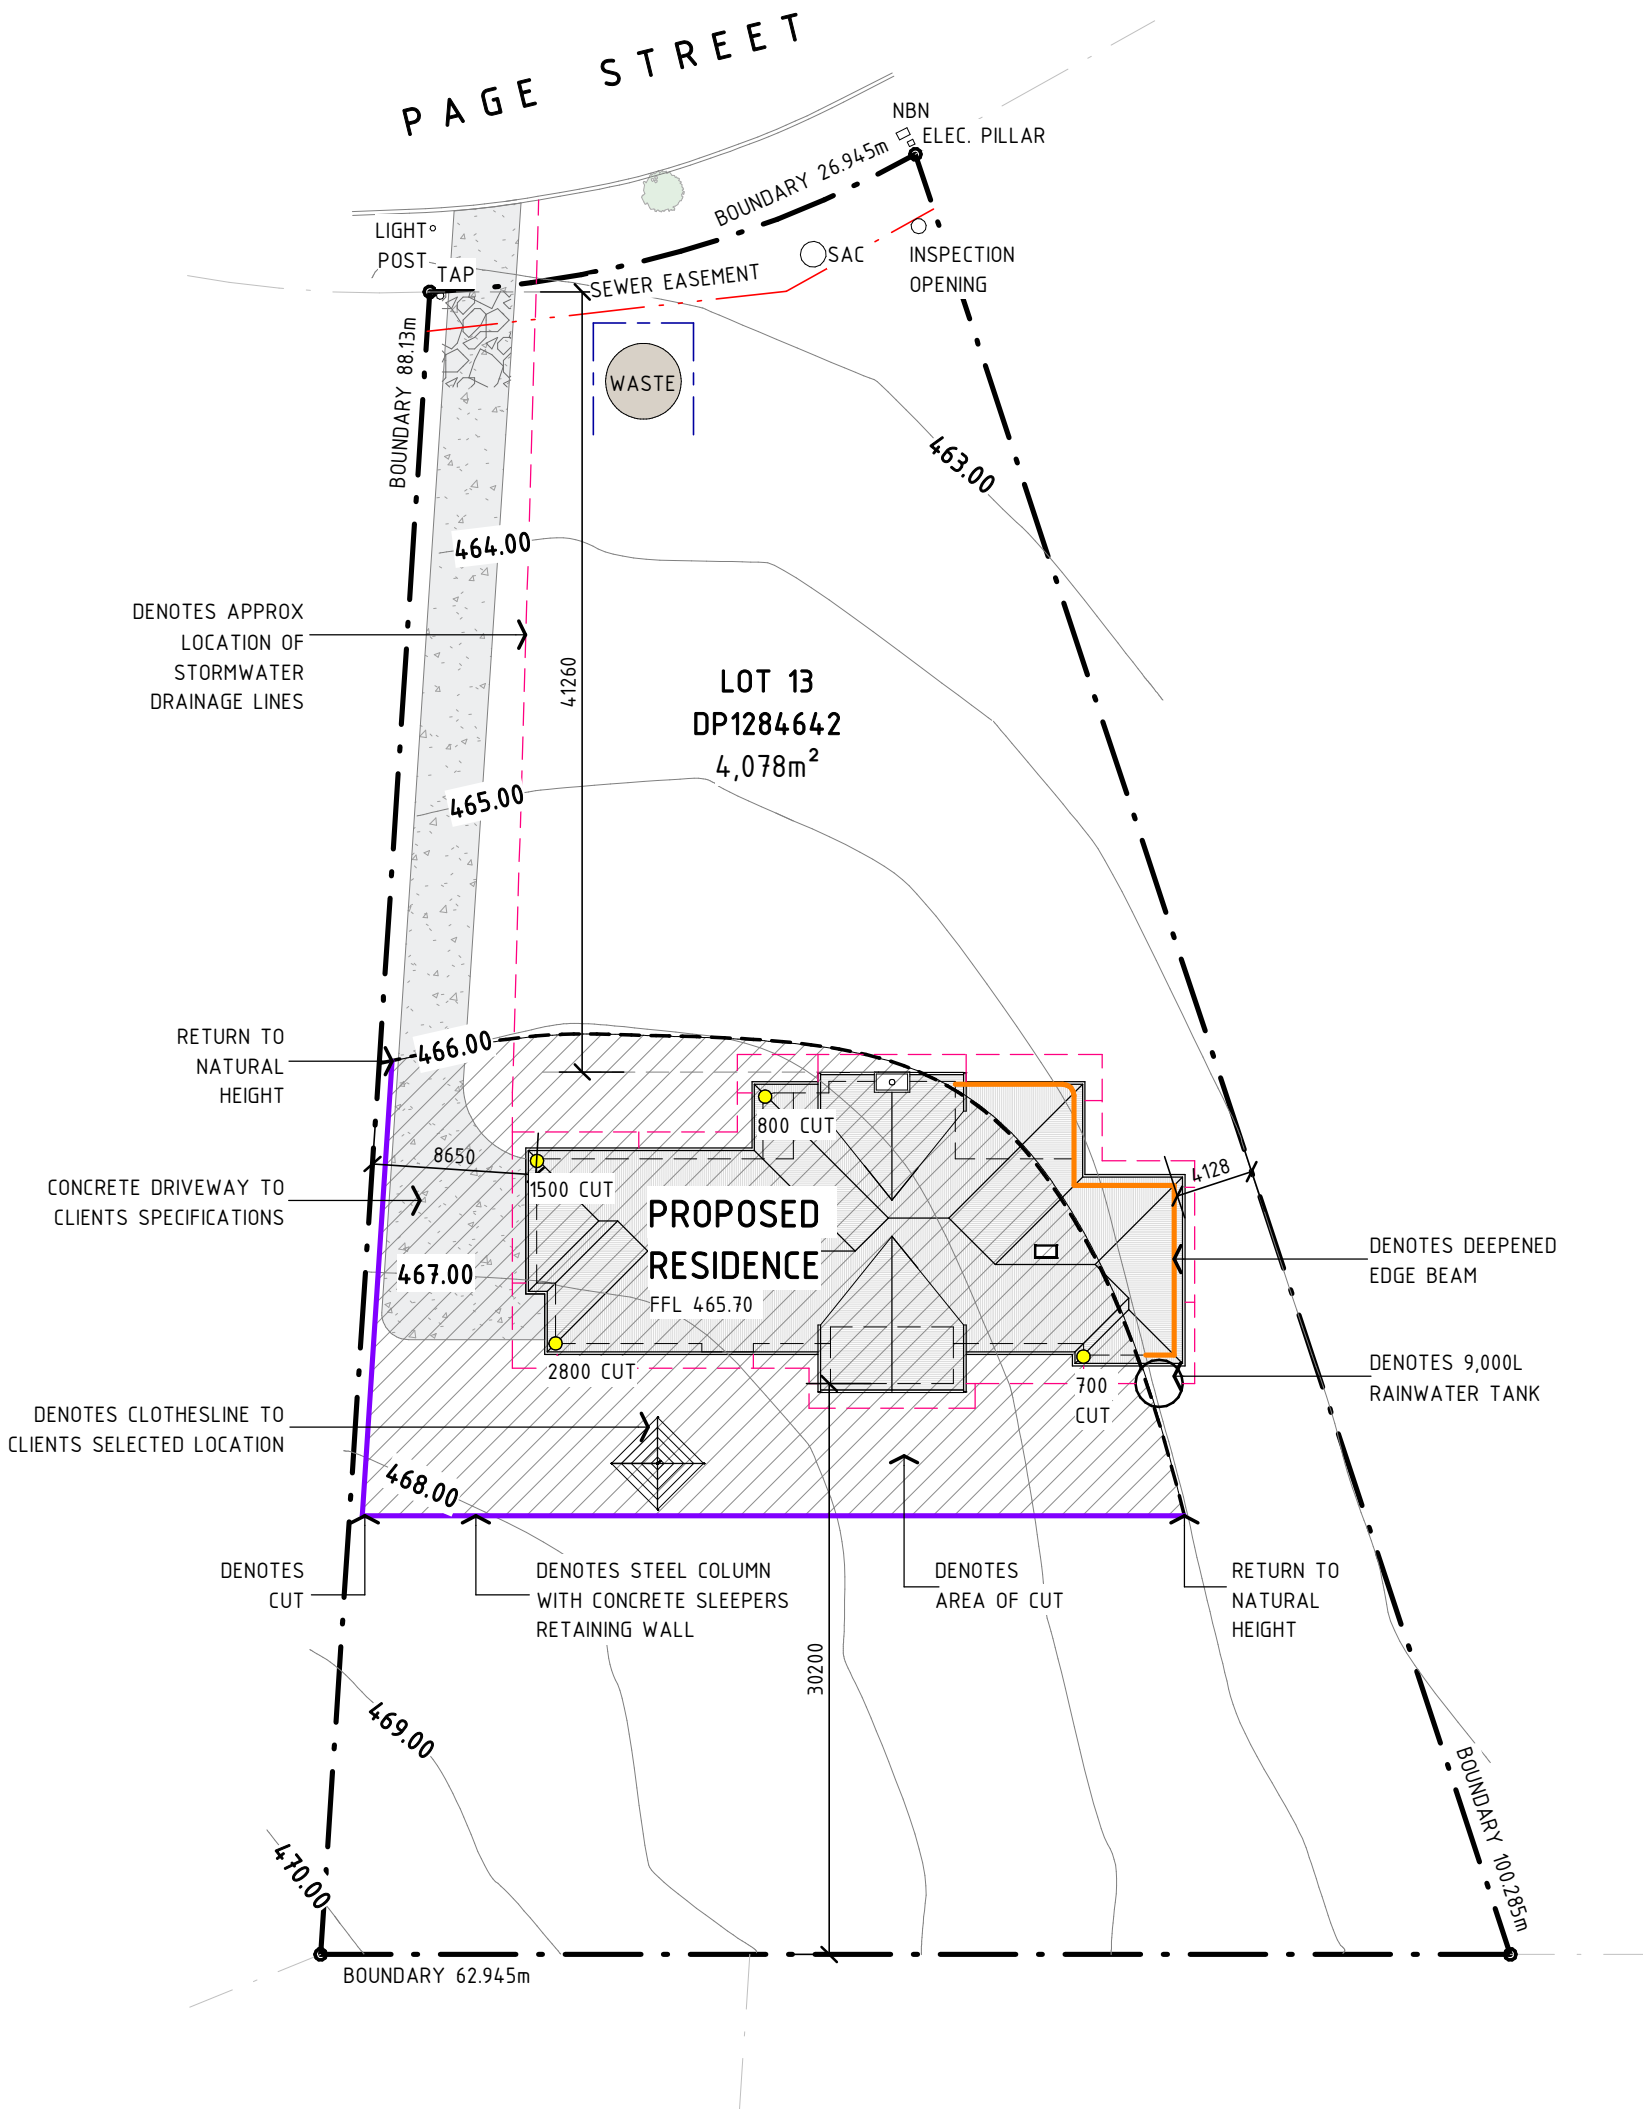 PAGE STREET
NBN
ELEC. PILLAR
BOUNDARY 26.945m
LIGHT
POST
TAP
SAC
INSPECTION
OPENING
SEWER EASEMENT
BOUNDARY 88.13m
WASTE
463.00
464.00
DENOTES APPROX
LOCATION OF
STORMWATER
DRAINAGE LINES
41260
LOT 13
DP1284642
4,078m²
465.00
RETURN TO
NATURAL
HEIGHT
466.00
800 CUT
8650
4128
1500 CUT
CONCRETE DRIVEWAY TO
CLIENTS SPECIFICATIONS
PROPOSED
RESIDENCE
FFL 465.70
467.00
DENOTES DEEPENED
EDGE BEAM
2800 CUT
700
CUT
DENOTES 9,000L
RAINWATER TANK
DENOTES CLOTHESLINE TO
CLIENTS SELECTED LOCATION
468.00
DENOTES
CUT
DENOTES STEEL COLUMN
WITH CONCRETE SLEEPERS
RETAINING WALL
DENOTES
AREA OF CUT
RETURN TO
NATURAL
HEIGHT
30200
469.00
470.00
BOUNDARY 100.285m
BOUNDARY 62.945m